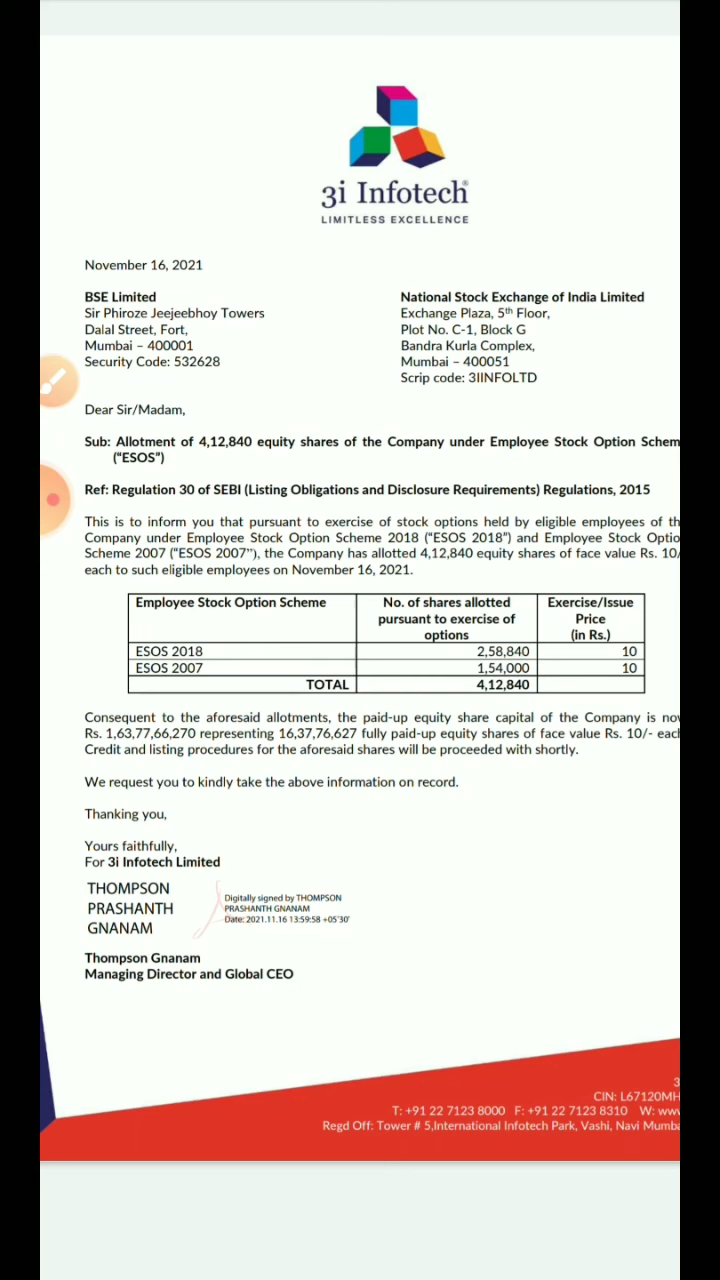 3i Infotech®
LIMITLESS EXCELLENCE
November 16, 2021
BSE Limited
Sir Phiroze Jeejeebhoy Towers
Dalal Street, Fort,
Mumbai – 400001
Security Code: 532628
National Stock Exchange of India Limited
Exchange Plaza, 5th Floor,
Plot No. C-1, Block G
Bandra Kurla Complex,
Mumbai – 400051
Scrip code: 3IINFOLTD
Dear Sir/Madam,
Sub: Allotment of 4,12,840 equity shares of the Company under Employee Stock Option Schem
("ESOS")
Ref: Regulation 30 of SEBI (Listing Obligations and Disclosure Requirements) Regulations, 2015
This is to inform you that pursuant to exercise of stock options held by eligible employees of th
Company under Employee Stock Option Scheme 2018 ("ESOS 2018") and Employee Stock Optio
Scheme 2007 ("ESOS 2007"), the Company has allotted 4,12,840 equity shares of face value Rs. 10/
each to such eligible employees on November 16, 2021.
Employee Stock Option Scheme No. of shares allotted Exercise/Issue
pursuant to exercise of Price
options (in Rs.)
ESOS 2018 2,58,840 10
ESOS 2007 1,54,000 10
TOTAL 4,12,840
Consequent to the aforesaid allotments, the paid-up equity share capital of the Company is no
Rs. 1,63,77,66,270 representing 16,37,76,627 fully paid-up equity shares of face value Rs. 10/- eac
Credit and listing procedures for the aforesaid shares will be proceeded with shortly.
We request you to kindly take the above information on record.
Thanking you,
Yours faithfully,
For 3i Infotech Limited
THOMPSON
PRASHANTH
GNANAM
Digitally signed by THOMPSON
PRASHANTH GNANAM
Date: 2021.11.16 13:59:58 +05'30'
Thompson Gnanam
Managing Director and Global CEO
3
CIN: L67120MH
T: +91 22 7123 8000 F: +91 22 7123 8310 W: ww
Regd Off: Tower # 5,International Infotech Park, Vashi, Navi Mumb